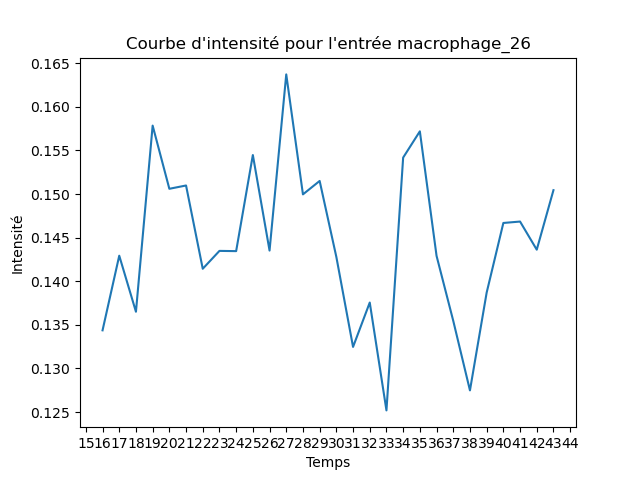 Courbe d'intensité pour l'entrée macrophage_26
0.165
0.160
0.155
0.150
0.145
0.140
0.135
0.130
0.125
Intensité
15 16 17 18 19 20 21 22 23 24 25 26 27 28 29 30 31 32 33 34 35 36 37 38 39 40 41 42 43 44
Temps